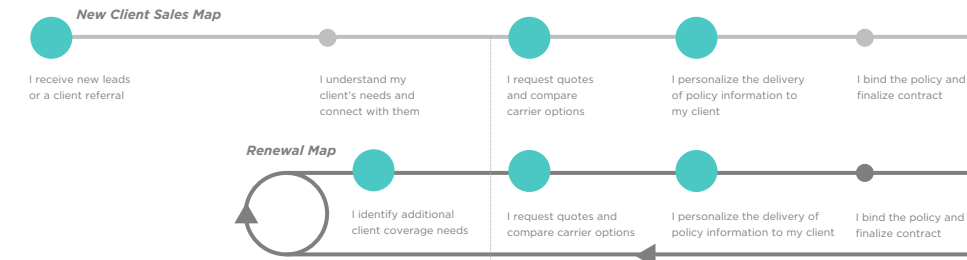 New Client Sales Map
I receive new leads
or a client referral
I understand my
client's needs and
connect with them
I request quotes
and compare
carrier options
I personalize the delivery
of policy information to
my client
I bind the policy and
finalize contract
Renewal Map
I identify additional
client coverage needs
I request quotes and
compare carrier options
I personalize the delivery of
policy information to my client
I bind the policy and
finalize contract